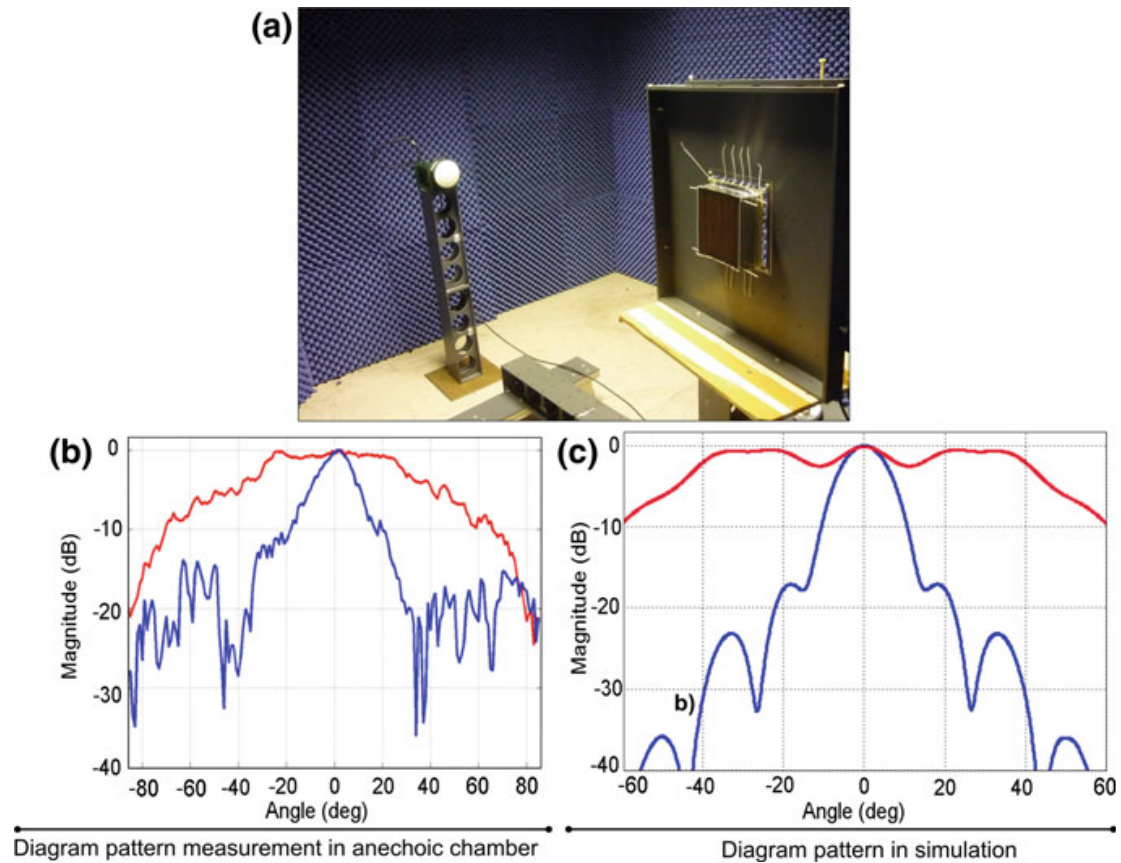 (a)
(b)
0
-10
-20
-30
-40
Magnitude (dB)
-80 -60 -40 -20 0 20 40 60 80
Angle (deg)
Diagram pattern measurement in anechoic chamber
(c)
0
-10
-20
-30
-40
Magnitude (dB)
b)
-60 -40 -20 0 20 40 60
Angle (deg)
Diagram pattern in simulation